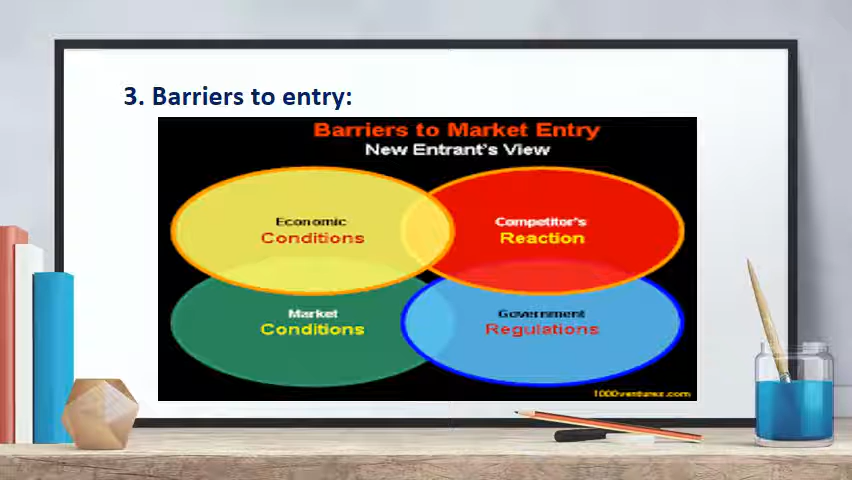 3. Barriers to entry:
Barriers to Market Entry
New Entrant's View
Economic
Conditions
Competitor's
Reaction
Market
Conditions
Government
Regulations
1000ventures.com